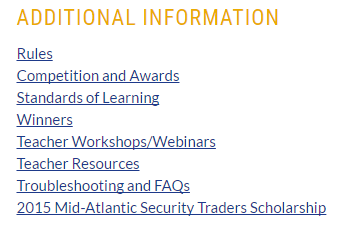 ADDITIONAL INFORMATION
Rules
Competition and Awards
Standards of Learning
Winners
Teacher Workshops/Webinars
Teacher Resources
Troubleshooting and FAQs
2015 Mid-Atlantic Security Traders Scholarship